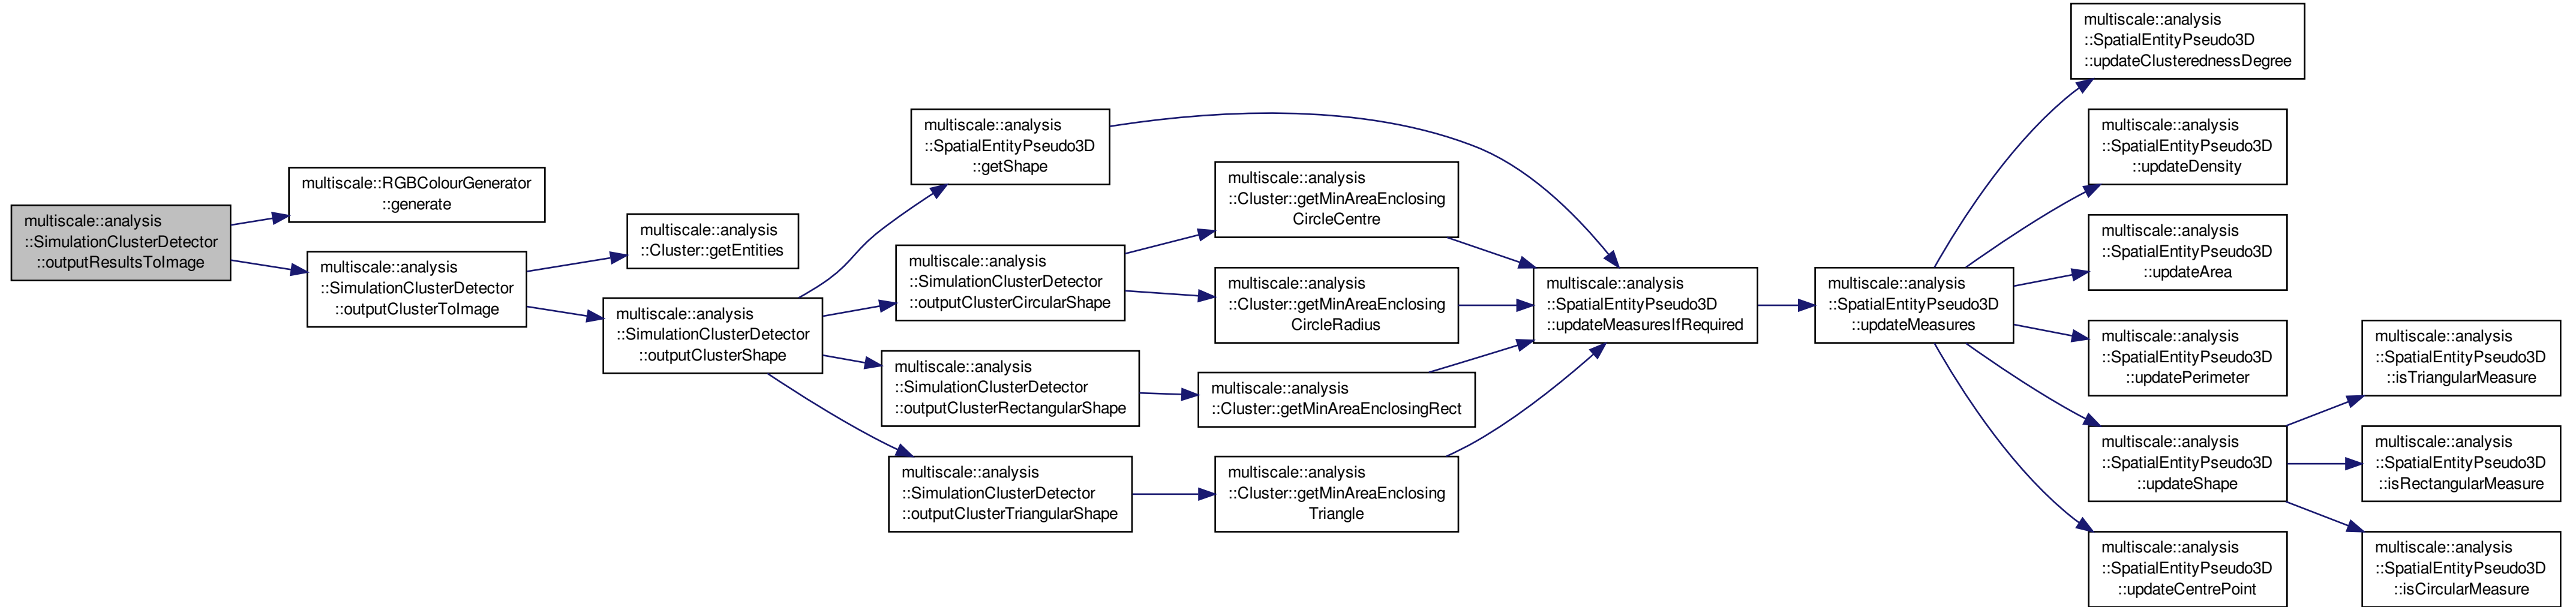 multiscale::analysis
::SimulationClusterDetector
::outputResultsToImage
multiscale::RGBColourGenerator
::generate
multiscale::analysis
::SimulationClusterDetector
::outputClusterToImage
multiscale::analysis
::Cluster::getEntities
multiscale::analysis
::SimulationClusterDetector
::outputClusterShape
multiscale::analysis
::SpatialEntityPseudo3D
::getShape
multiscale::analysis
::SimulationClusterDetector
::outputClusterCircularShape
multiscale::analysis
::SimulationClusterDetector
::outputClusterRectangularShape
multiscale::analysis
::SimulationClusterDetector
::outputClusterTriangularShape
multiscale::analysis
::Cluster::getMinAreaEnclosing
CircleCentre
multiscale::analysis
::Cluster::getMinAreaEnclosing
CircleRadius
multiscale::analysis
::Cluster::getMinAreaEnclosingRect
multiscale::analysis
::Cluster::getMinAreaEnclosing
Triangle
multiscale::analysis
::SpatialEntityPseudo3D
::updateMeasuresIfRequired
multiscale::analysis
::SpatialEntityPseudo3D
::updateMeasures
multiscale::analysis
::SpatialEntityPseudo3D
::updateClusterednessDegree
multiscale::analysis
::SpatialEntityPseudo3D
::updateDensity
multiscale::analysis
::SpatialEntityPseudo3D
::updateArea
multiscale::analysis
::SpatialEntityPseudo3D
::updatePerimeter
multiscale::analysis
::SpatialEntityPseudo3D
::updateShape
multiscale::analysis
::SpatialEntityPseudo3D
::updateCentrePoint
multiscale::analysis
::SpatialEntityPseudo3D
::isTriangularMeasure
multiscale::analysis
::SpatialEntityPseudo3D
::isRectangularMeasure
multiscale::analysis
::SpatialEntityPseudo3D
::isCircularMeasure